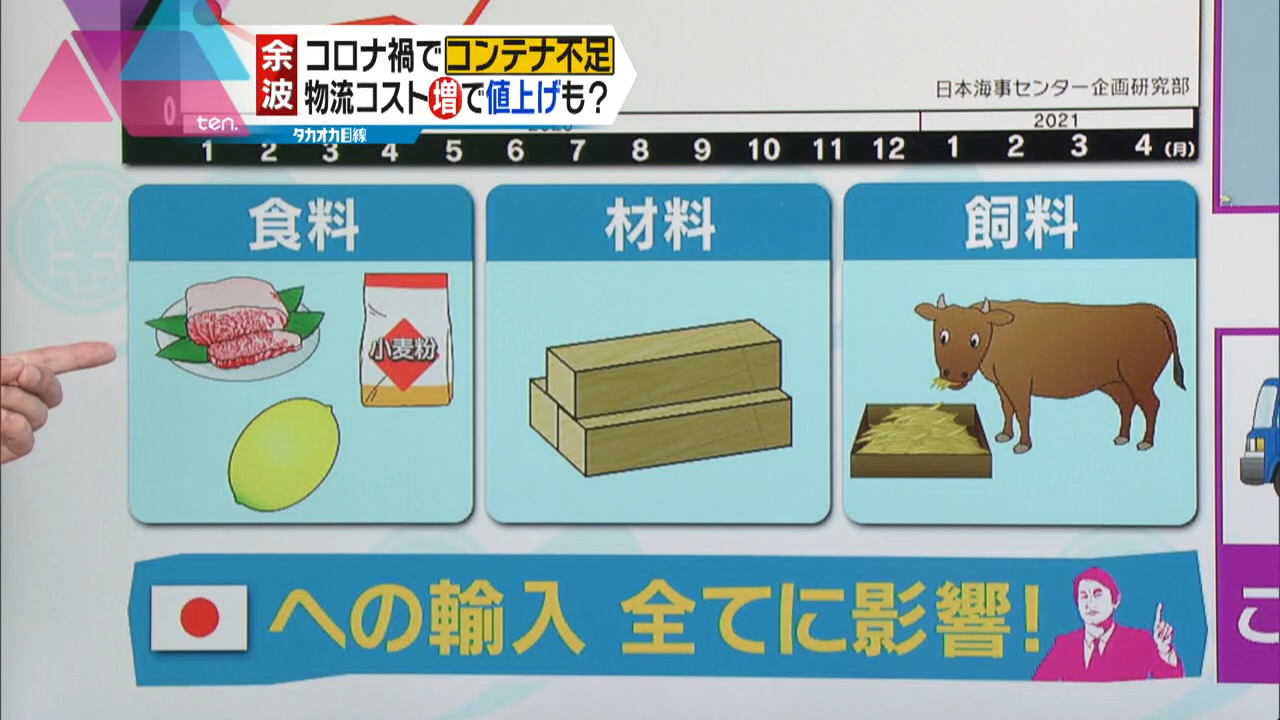 余波
コロナ禍でコンテナ不足
物流コスト増で値上げも？
ten.
タカオカ目線
日本海事センター企画研究部
0
2021
1 2 3 4 5 6 7 8 9 10 11 12 1 2 3 4 (月)
食料
材料
飼料
¥
小麦粉
への輸入 全てに影響!
こ